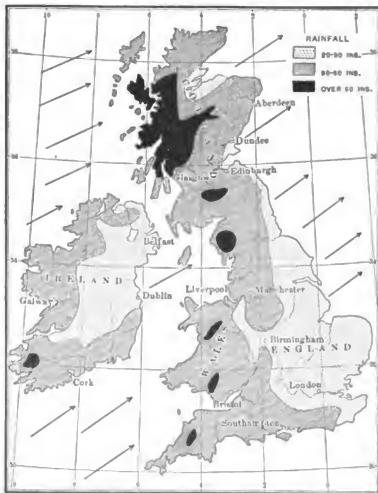 RAINFALL
20-30 INS.
30-60 INS.
OVER 60 INS.
Aberdeen
Dundee
Edinburgh
Glasgow
Belfast
IRELAND
Galway
Dublin
Liverpool
Manchester
WALES
Birmingham
ENGLAND
Cork
London
Bristol